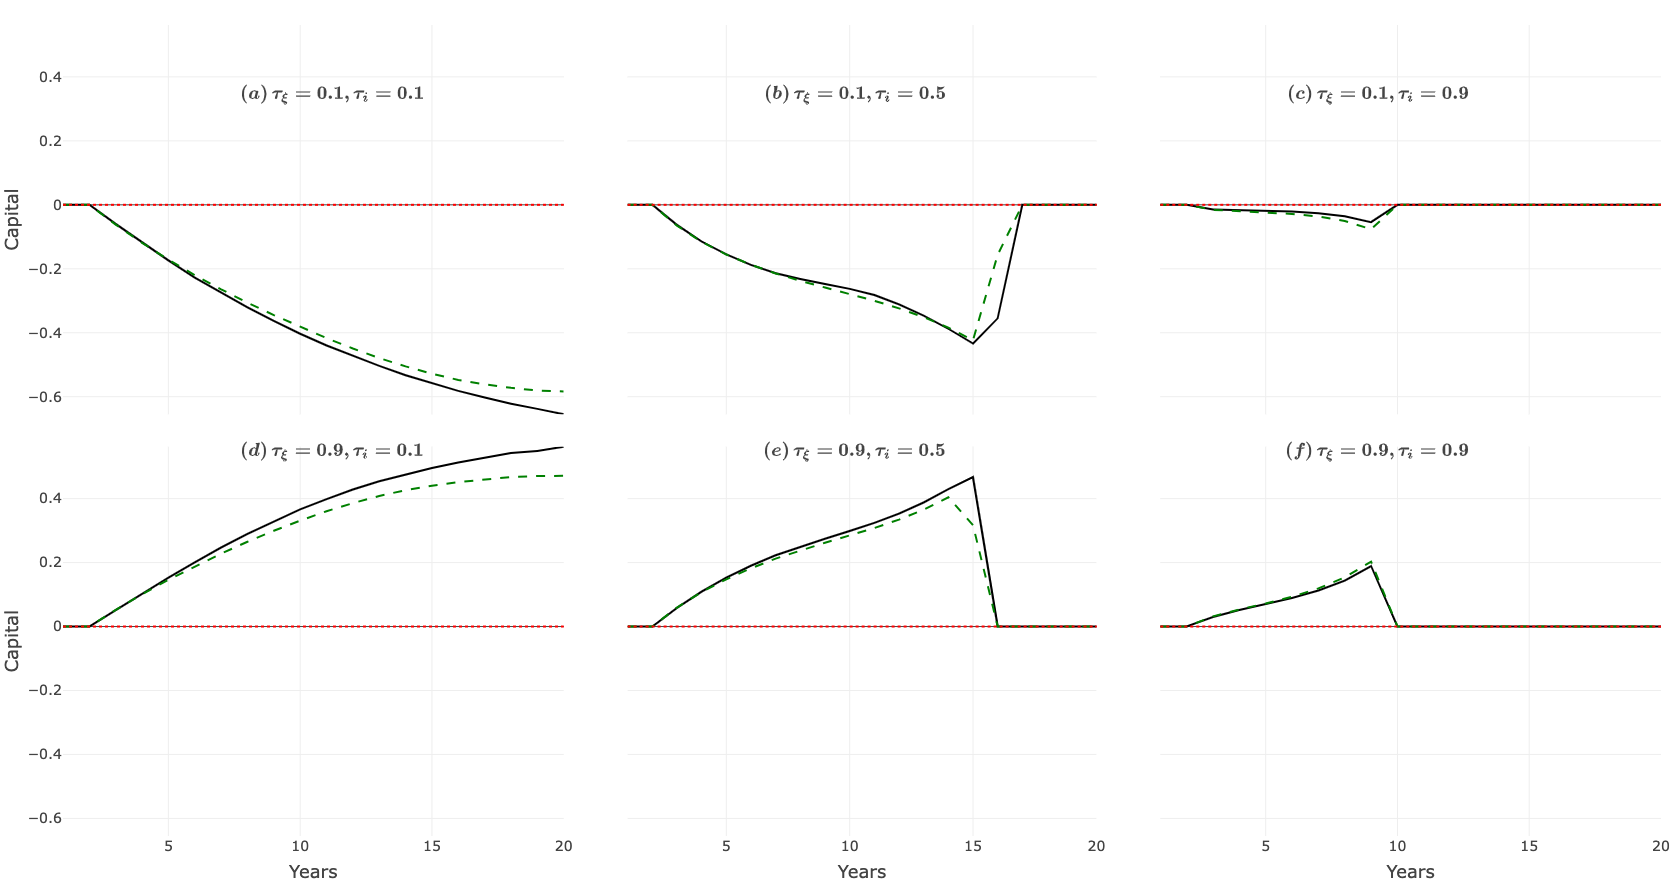 (a) τ_ξ = 0.1, τ_i = 0.1
(b) τ_ξ = 0.1, τ_i = 0.5
(c) τ_ξ = 0.1, τ_i = 0.9
Capital
0.4
0.2
0
−0.2
−0.4
−0.6
(d) τ_ξ = 0.9, τ_i = 0.1
(e) τ_ξ = 0.9, τ_i = 0.5
(f) τ_ξ = 0.9, τ_i = 0.9
Capital
0.4
0.2
0
−0.2
−0.4
−0.6
5 10 15 20
5 10 15 20
5 10 15 20
Years
Years
Years